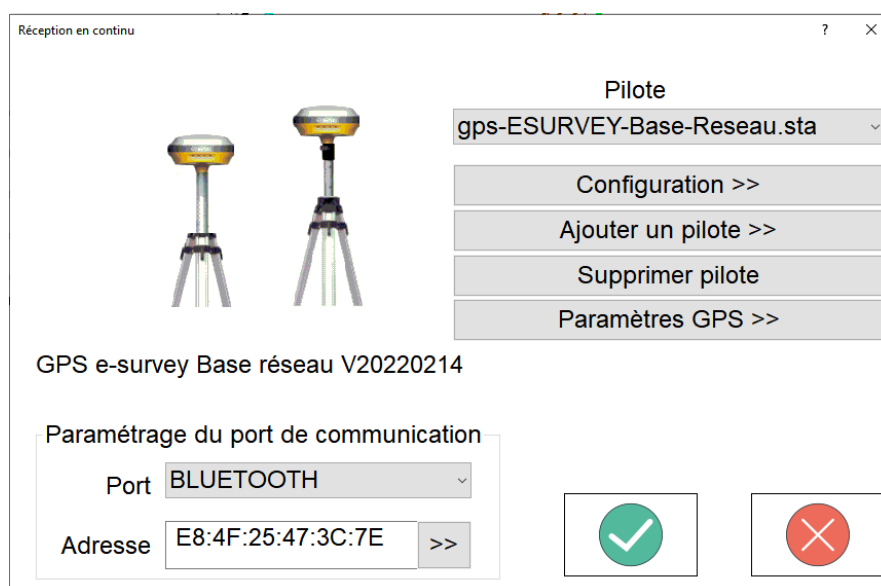 Réception en continu
?
Pilote
gps-ESURVEY-Base-Reseau.sta
Configuration >>
Ajouter un pilote >>
Supprimer pilote
Paramètres GPS >>
GPS e-survey Base réseau V20220214
Paramétrage du port de communication
Port BLUETOOTH
Adresse E8:4F:25:47:3C:7E >>